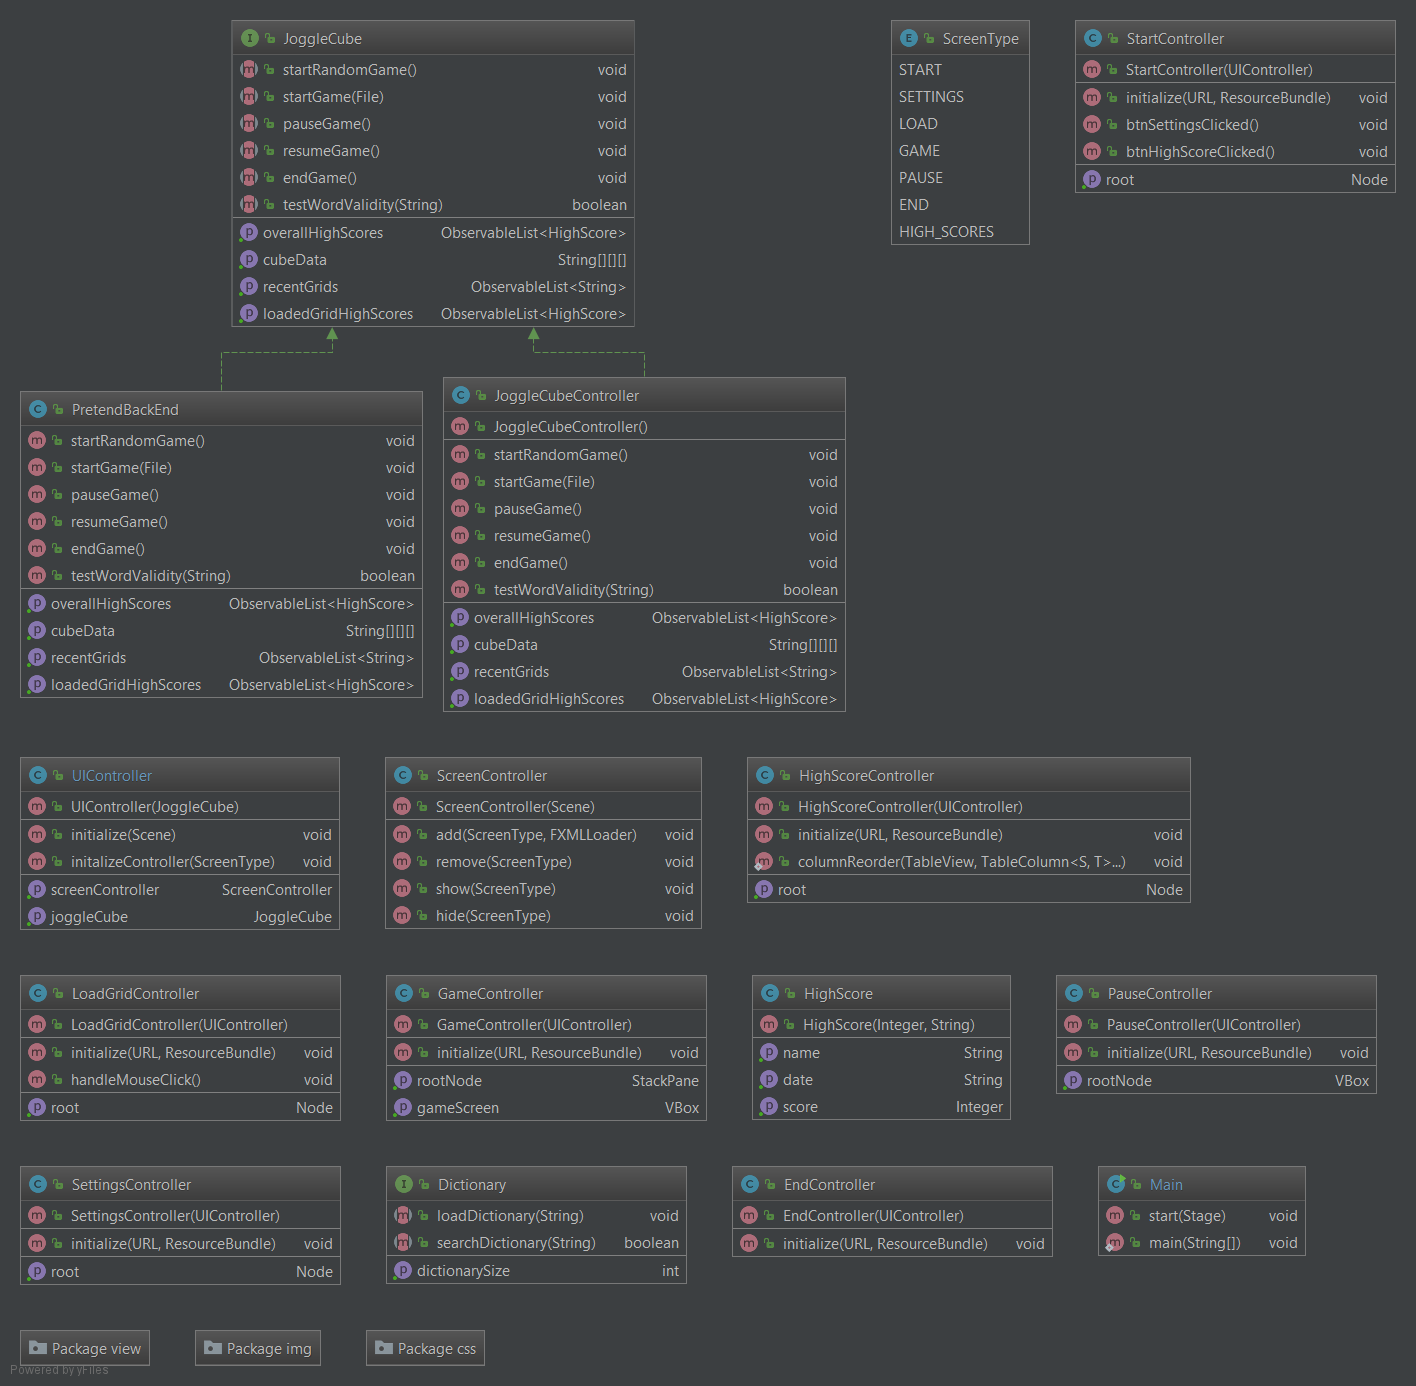 JoggleCube
startRandomGame() void
startGame(File) void
pauseGame() void
resumeGame() void
endGame() void
testWordValidity(String) boolean
overallHighScores ObservableList<HighScore>
cubeData String[][][]
recentGrids ObservableList<String>
loadedGridHighScores ObservableList<HighScore>
ScreenType
START
SETTINGS
LOAD
GAME
PAUSE
END
HIGH_SCORES
StartController
StartController(UIController)
initialize(URL, ResourceBundle) void
btnSettingsClicked() void
btnHighScoreClicked() void
root Node
PretendBackEnd
startRandomGame() void
startGame(File) void
pauseGame() void
resumeGame() void
endGame() void
testWordValidity(String) boolean
overallHighScores ObservableList<HighScore>
cubeData String[][][]
recentGrids ObservableList<String>
loadedGridHighScores ObservableList<HighScore>
JoggleCubeController
JoggleCubeController()
startRandomGame() void
startGame(File) void
pauseGame() void
resumeGame() void
endGame() void
testWordValidity(String) boolean
overallHighScores ObservableList<HighScore>
cubeData String[][][]
recentGrids ObservableList<String>
loadedGridHighScores ObservableList<HighScore>
UIController
UIController(JoggleCube)
initialize(Scene) void
initalizeController(ScreenType) void
screenController ScreenController
joggleCube JoggleCube
ScreenController
ScreenController(Scene)
add(ScreenType, FXMLLoader) void
remove(ScreenType) void
show(ScreenType) void
hide(ScreenType) void
HighScoreController
HighScoreController(UIController)
initialize(URL, ResourceBundle) void
columnReorder(TableView, TableColumn<S, T>...) void
root Node
LoadGridController
LoadGridController(UIController)
initialize(URL, ResourceBundle) void
handleMouseClick() void
root Node
GameController
GameController(UIController)
initialize(URL, ResourceBundle) void
rootNode StackPane
gameScreen VBox
HighScore
HighScore(Integer, String)
name String
date String
score Integer
PauseController
PauseController(UIController)
initialize(URL, ResourceBundle) void
rootNode VBox
SettingsController
SettingsController(UIController)
initialize(URL, ResourceBundle) void
root Node
Dictionary
loadDictionary(String) void
searchDictionary(String) boolean
dictionarySize int
EndController
EndController(UIController)
initialize(URL, ResourceBundle) void
Main
start(Stage) void
main(String[]) void
Package view
Package img
Package css
Powered by yFiles